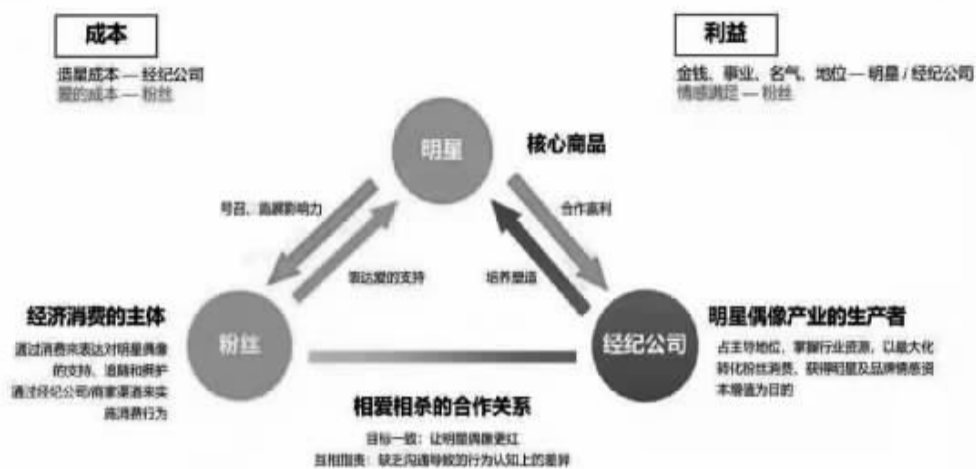 成本
造星成本 — 经纪公司
爱的成本 — 粉丝
利益
金钱、事业、名气、地位 — 明星 / 经纪公司
情感满足 — 粉丝
明星
核心商品
号召、施展影响力
合作赢利
表达爱的支持
培养塑造
经济消费的主体
通过消费来表达对明星偶像
的支持、追随和拥护
通过经纪公司/商家渠道来实
施消费行为
粉丝
经纪公司
明星偶像产业的生产者
占主导地位，掌握行业资源，以最大化
转化粉丝消费、获得明星及品牌情感资
本增值为目的
相爱相杀的合作关系
目标一致：让明星偶像更红
互相指责：缺乏沟通导致的行为认知上的差异